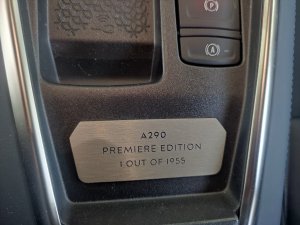 P
A
A290
PREMIERE EDITION
1 OUT OF 1955